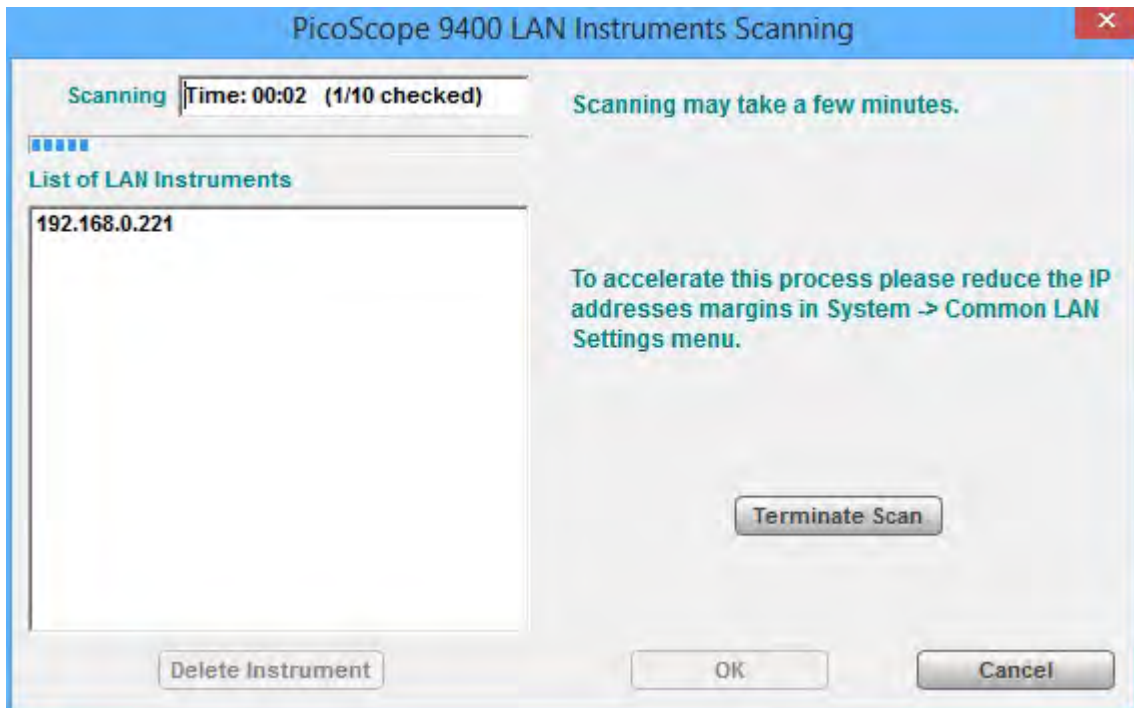 PicoScope 9400 LAN Instruments Scanning
Scanning Time: 00:02 (1/10 checked)
Scanning may take a few minutes.
List of LAN Instruments
192.168.0.221
To accelerate this process please reduce the IP
addresses margins in System -> Common LAN
Settings menu.
Terminate Scan
Delete Instrument
OK
Cancel